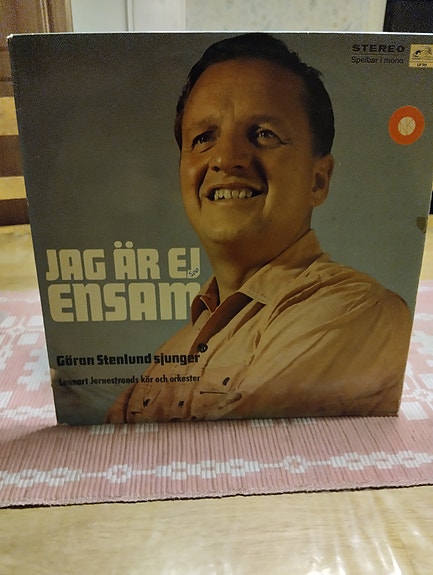 STEREO
Spelbar i mono
JAG ÄR EJ
ENSAM
Göran Stenlund sjunger
Lennart Jernestrands kör och orkester